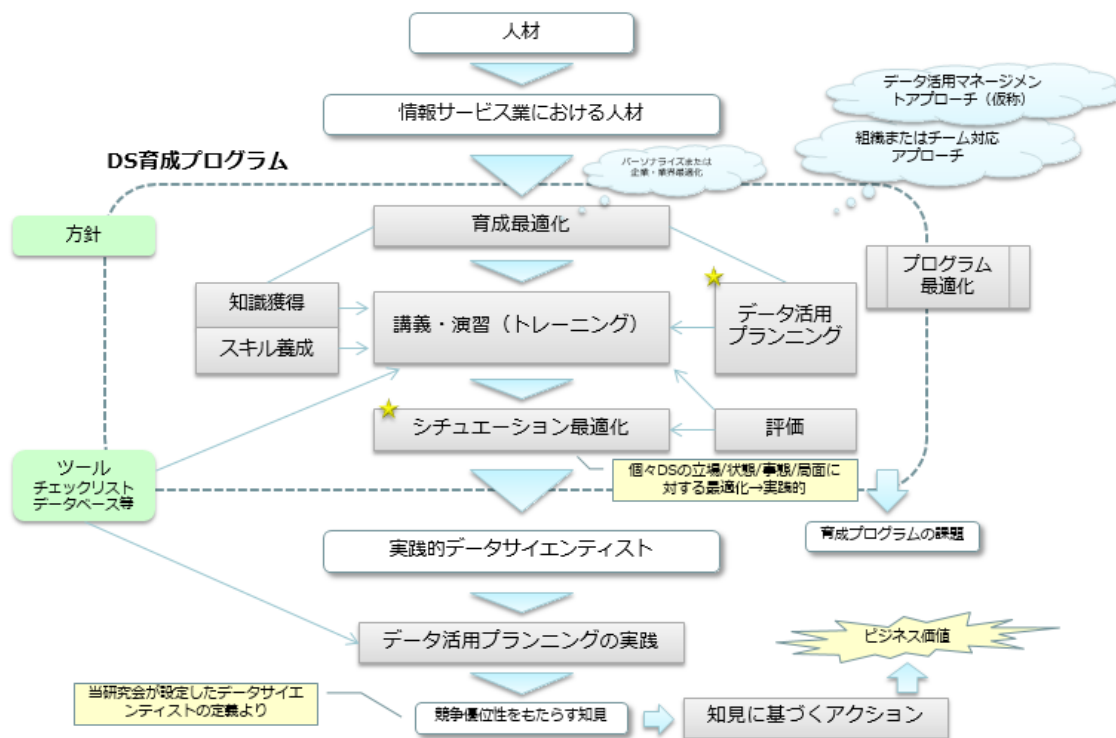 人材
情報サービス業における人材
データ活用マネージメン
トアプローチ（仮称）
組織またはチーム対応
アプローチ
DS育成プログラム
パーソナライズまたは
企業・業界最適化
方針
育成最適化
プログラム
最適化
知識獲得
スキル養成
講義・演習（トレーニング）
データ活用
プランニング
シチュエーション最適化
評価
ツール
チェックリスト
データベース等
個々DSの立場/状態/事態/局面に
対する最適化→実践的
育成プログラムの課題
実践的データサイエンティスト
データ活用プランニングの実践
ビジネス価値
当研究会が設定したデータサイエ
ンティストの定義より
競争優位性をもたらす知見
知見に基づくアクション